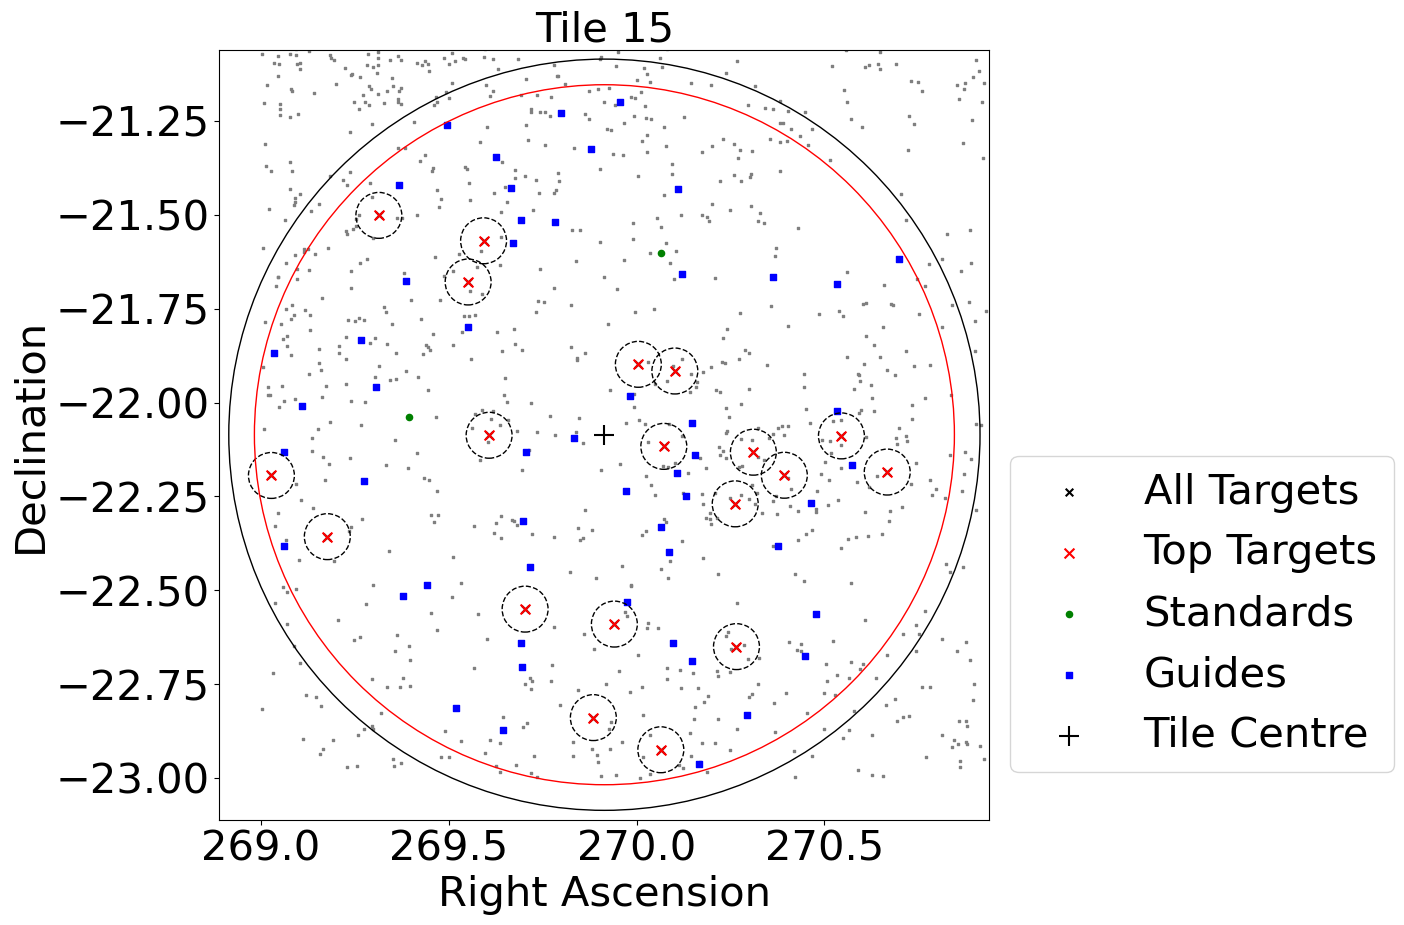 Tile 15
−21.25
−21.50
−21.75
−22.00
−22.25
−22.50
−22.75
−23.00
Declination
269.0 269.5 270.0 270.5
Right Ascension
All Targets
Top Targets
Standards
Guides
Tile Centre